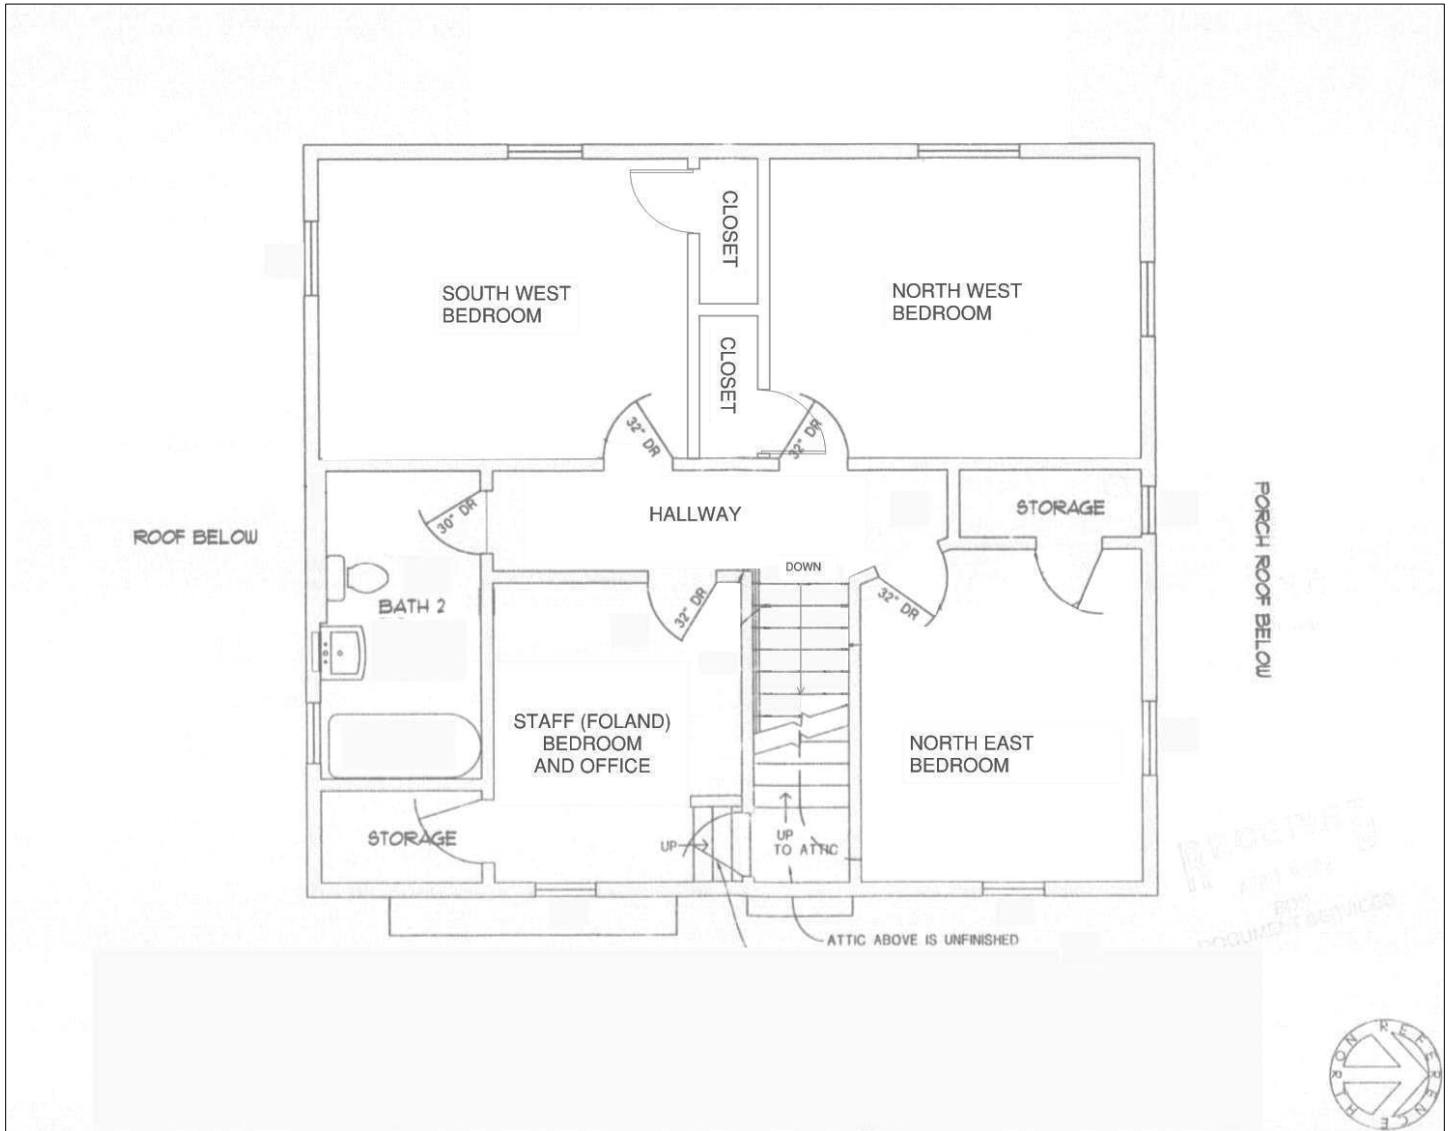 CLOSET
SOUTH WEST
BEDROOM
NORTH WEST
BEDROOM
CLOSET
32" DR
32" DR
30" DR
HALLWAY
STORAGE
ROOF BELOW
PORCH ROOF BELOW
DOWN
BATH 2
32" DR
32" DR
STAFF (FOLAND)
BEDROOM
AND OFFICE
NORTH EAST
BEDROOM
STORAGE
UP
UP
TO ATTIC
ATTIC ABOVE IS UNFINISHED
REFERENCE